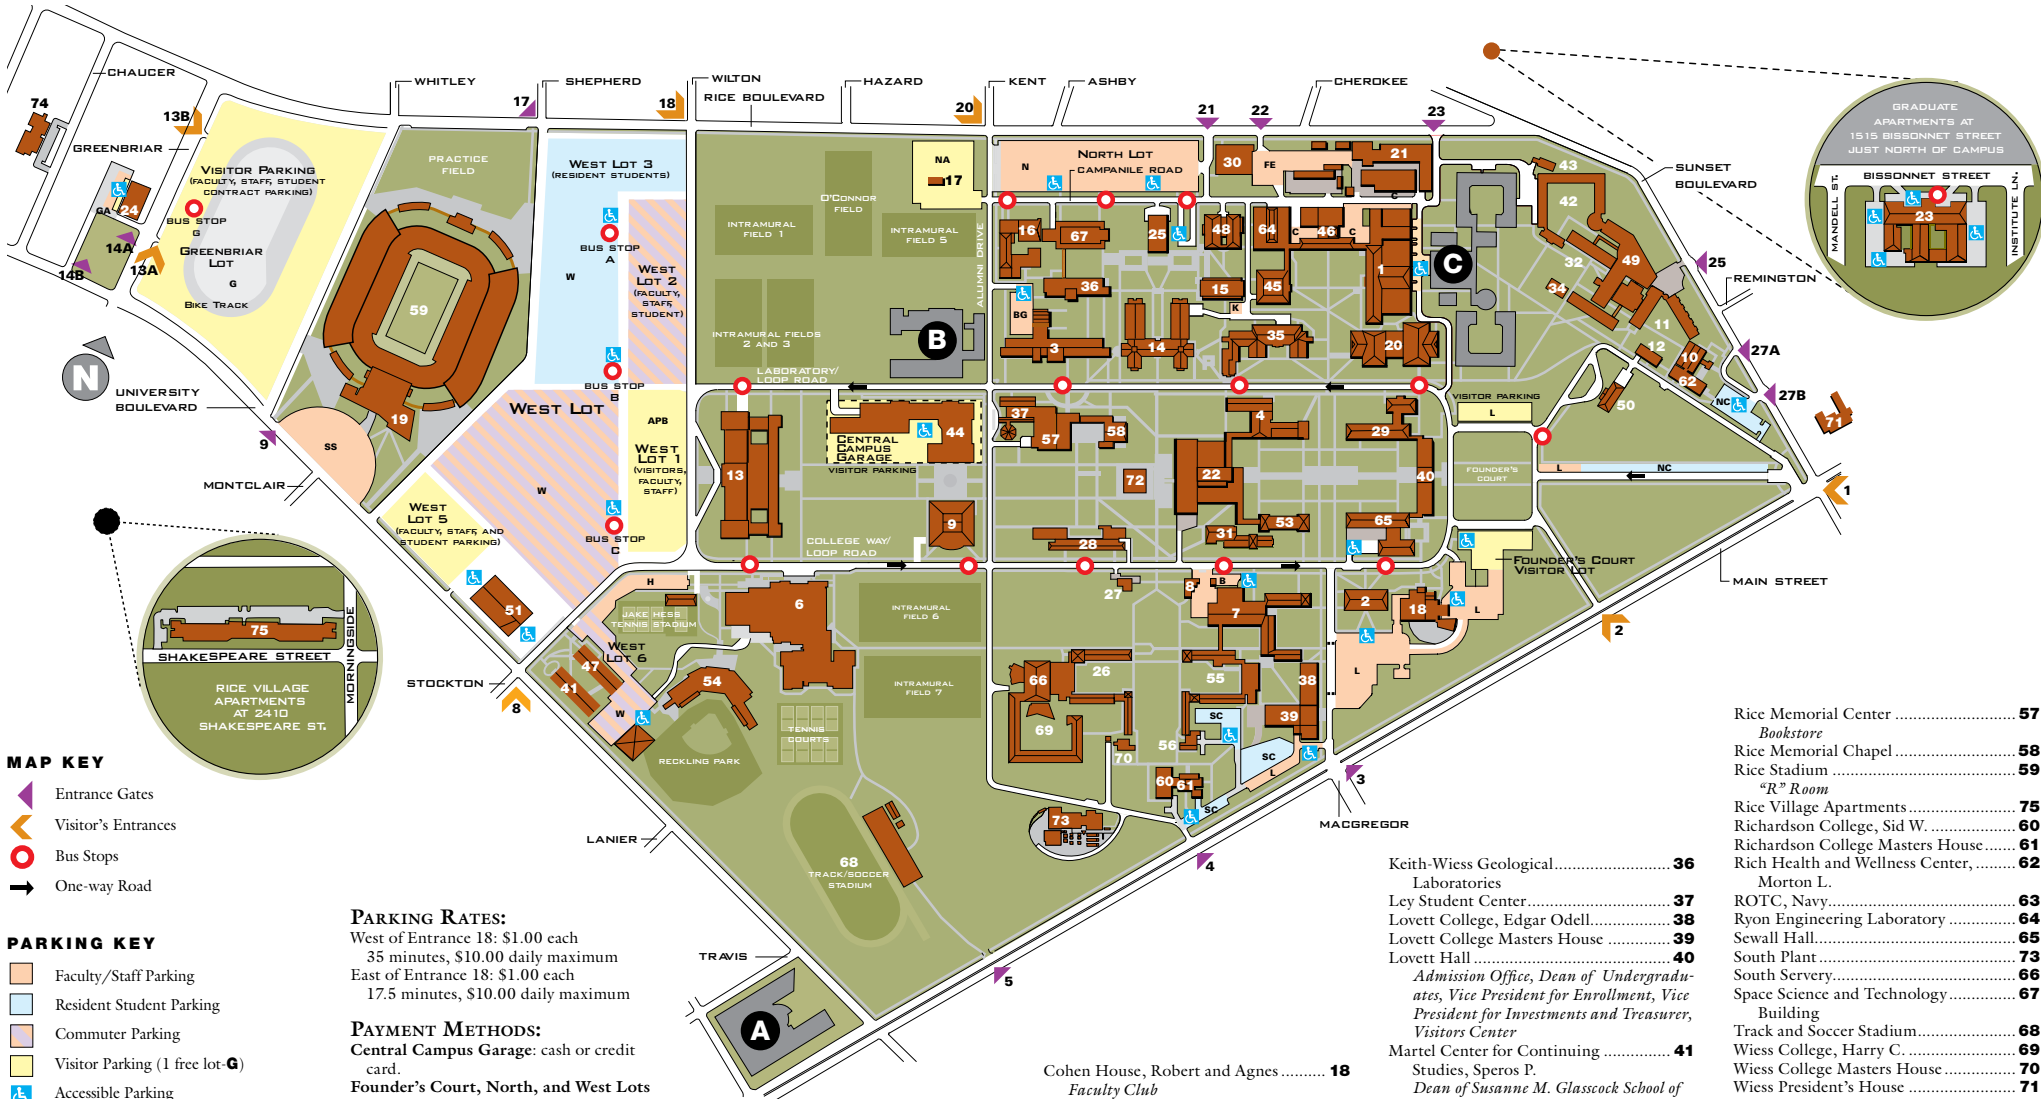 CHAUCER
WHITLEY
SHEPHERD
WILTON
RICE BOULEVARD
HAZARD
KENT
ASHBY
CHEROKEE
74
13B
17
18
20
21
22
23
GREENBRIAR
VISITOR PARKING
(FACULTY, STAFF, STUDENT
CONTRACT PARKING)
BUS STOP
G
GREENBRIAR
LOT
G
BIKE TRACK
GA
24
14A
14B
13A
PRACTICE
FIELD
59
19
SS
WEST LOT 3
(RESIDENT STUDENTS)
BUS STOP
A
W
WEST
LOT 2
(FACULTY,
STAFF,
STUDENT)
BUS STOP
B
WEST LOT
W
APB
WEST
LOT 1
(VISITORS,
FACULTY,
STAFF)
BUS STOP
C
WEST
LOT 5
(FACULTY, STAFF, AND
STUDENT PARKING)
O'CONNOR
FIELD
INTRAMURAL
FIELD 1
INTRAMURAL
FIELD 5
INTRAMURAL FIELDS
2 AND 3
ALUMNI DRIVE
NA
17
B
N
NORTH LOT
CAMPANILE ROAD
30
FE
21
C
16
67
25
48
64
C
46
C
1
36
15
45
K
BG
3
14
35
20
C
43
42
32
49
34
11
12
10
62
NC
50
SUNSET
BOULEVARD
25
REMINGTON
27A
27B
71
1
GRADUATE
APARTMENTS AT
1515 BISSONNET STREET
JUST NORTH OF CAMPUS
BISSONNET STREET
MANDELL ST.
INSTITUTE LN.
23
N
UNIVERSITY
BOULEVARD
9
MONTCLAIR
LABORATORY/
LOOP ROAD
13
CENTRAL
CAMPUS
GARAGE
44
VISITOR PARKING
9
COLLEGE WAY/
LOOP ROAD
37
57
58
72
28
4
22
31
53
29
40
65
VISITOR PARKING
L
FOUNDER'S
COURT
L
NC
FOUNDER'S COURT
VISITOR LOT
MAIN STREET
2
75
SHAKESPEARE STREET
MORNINGSIDE
RICE VILLAGE
APARTMENTS
AT 2410
SHAKESPEARE ST.
STOCKTON
8
51
H
JAKE HESS
TENNIS STADIUM
WEST
LOT 6
47
41
W
54
6
INTRAMURAL
FIELD 6
INTRAMURAL
FIELD 7
TENNIS
COURTS
RECKLING PARK
27
8
B
7
2
18
L
L
26
66
69
55
38
39
SC
56
70
SC
L
60
61
SC
73
3
MACGREGOR
4
5
LANIER
68
TRACK/SOCCER
STADIUM
TRAVIS
A
MAP KEY
Entrance Gates
Visitor's Entrances
Bus Stops
One-way Road
PARKING KEY
Faculty/Staff Parking
Resident Student Parking
Commuter Parking
Visitor Parking (1 free lot-G)
Accessible Parking
PARKING RATES:
West of Entrance 18: $1.00 each
35 minutes, $10.00 daily maximum
East of Entrance 18: $1.00 each
17.5 minutes, $10.00 daily maximum
PAYMENT METHODS:
Central Campus Garage: cash or credit
card.
Founder's Court, North, and West Lots
Cohen House, Robert and Agnes .......... 18
Faculty Club
Keith-Wiess Geological ........................ 36
Laboratories
Ley Student Center ............................. 37
Lovett College, Edgar Odell ................ 38
Lovett College Masters House ............ 39
Lovett Hall ......................................... 40
Admission Office, Dean of Undergradu-
ates, Vice President for Enrollment, Vice
President for Investments and Treasurer,
Visitors Center
Martel Center for Continuing ............ 41
Studies, Speros P.
Dean of Susanne M. Glasscock School of
Rice Memorial Center ......................... 57
Bookstore
Rice Memorial Chapel ........................ 58
Rice Stadium ...................................... 59
"R" Room
Rice Village Apartments ...................... 75
Richardson College, Sid W. ................. 60
Richardson College Masters House ...... 61
Rich Health and Wellness Center, ........ 62
Morton L.
ROTC, Navy ....................................... 63
Ryon Engineering Laboratory .............. 64
Sewall Hall .......................................... 65
South Plant ......................................... 73
South Servery ...................................... 66
Space Science and Technology .............. 67
Building
Track and Soccer Stadium .................... 68
Wiess College, Harry C. ...................... 69
Wiess College Masters House ............... 70
Wiess President's House ...................... 71